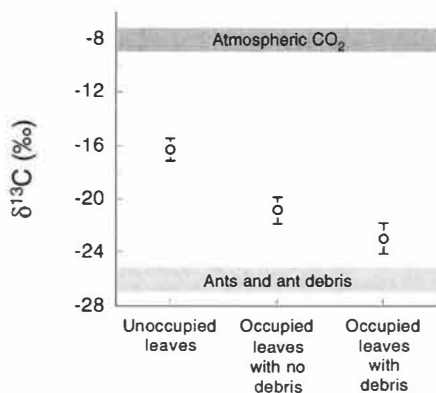 -8
-12
-16
-20
-24
-28
δ¹³C (‰)
Atmospheric CO₂
Ants and ant debris
Unoccupied
leaves
Occupied
leaves
with no
debris
Occupied
leaves
with
debris